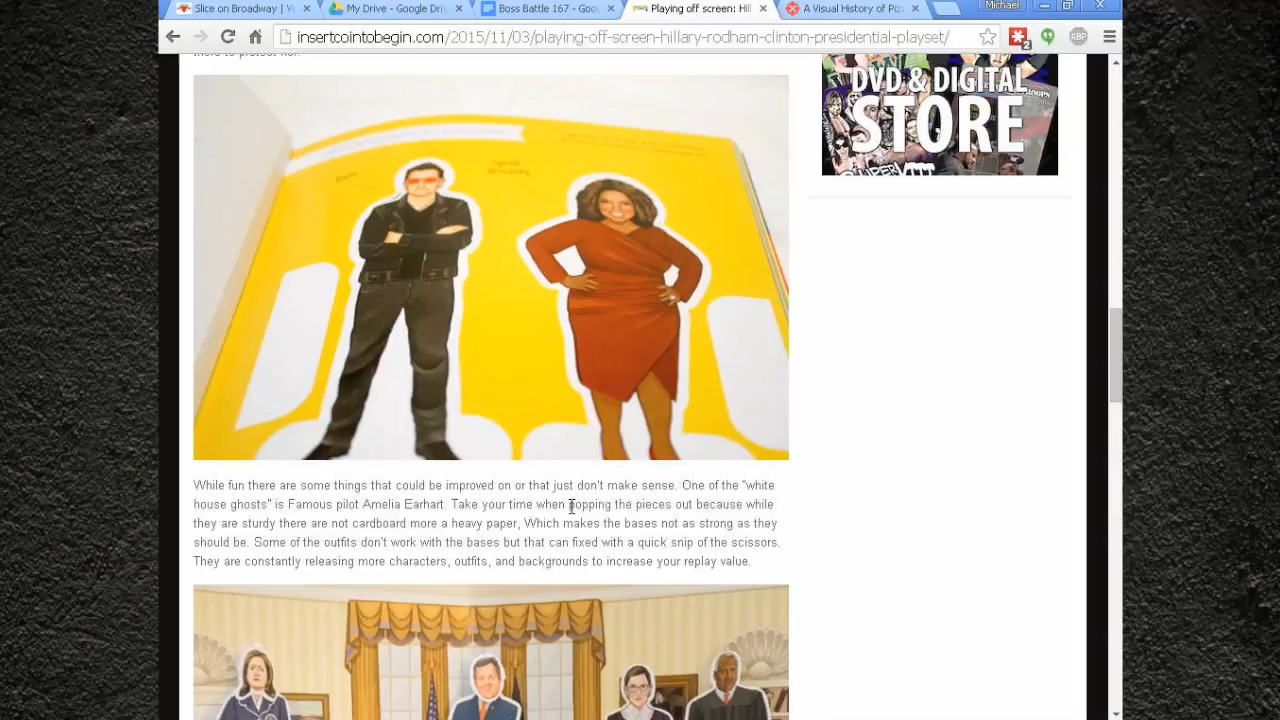 Slice on Broadway | V
My Drive - Google Dri
Boss Battle 167 - Goo
Playing off screen: Hil
A Visual History of Piz
Michael
insertcointobegin.com/2015/11/03/playing-off-screen-hillary-rodham-clinton-presidential-playset/
2
ABP
there to protect her.
DVD & DIGITAL
STORE
While fun there are some things that could be improved on or that just don't make sense. One of the "white
house ghosts" is Famous pilot Amelia Earhart. Take your time when popping the pieces out because while
they are sturdy there are not cardboard more a heavy paper, Which makes the bases not as strong as they
should be. Some of the outfits don't work with the bases but that can fixed with a quick snip of the scissors.
They are constantly releasing more characters, outfits, and backgrounds to increase your replay value.